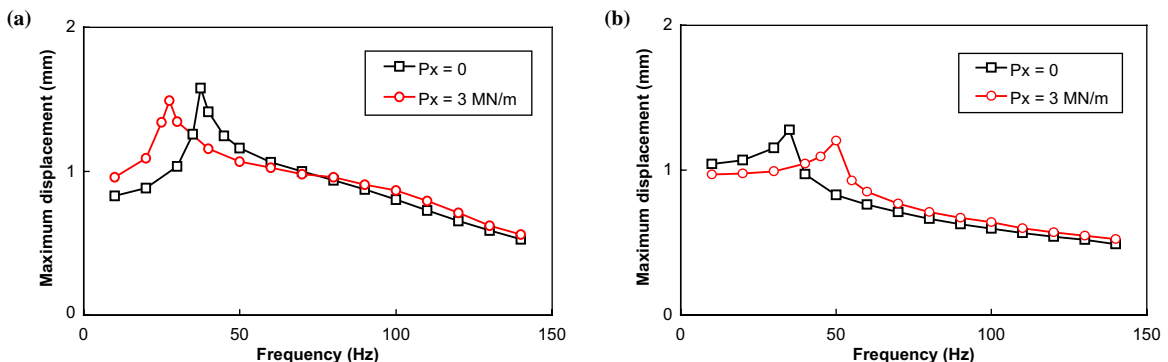 (a)
Maximum displacement (mm)
2
1
0
Px = 0
Px = 3 MN/m
0
50
100
150
Frequency (Hz)
(b)
Maximum displacement (mm)
2
1
0
Px = 0
Px = 3 MN/m
0
50
100
150
Frequency (Hz)